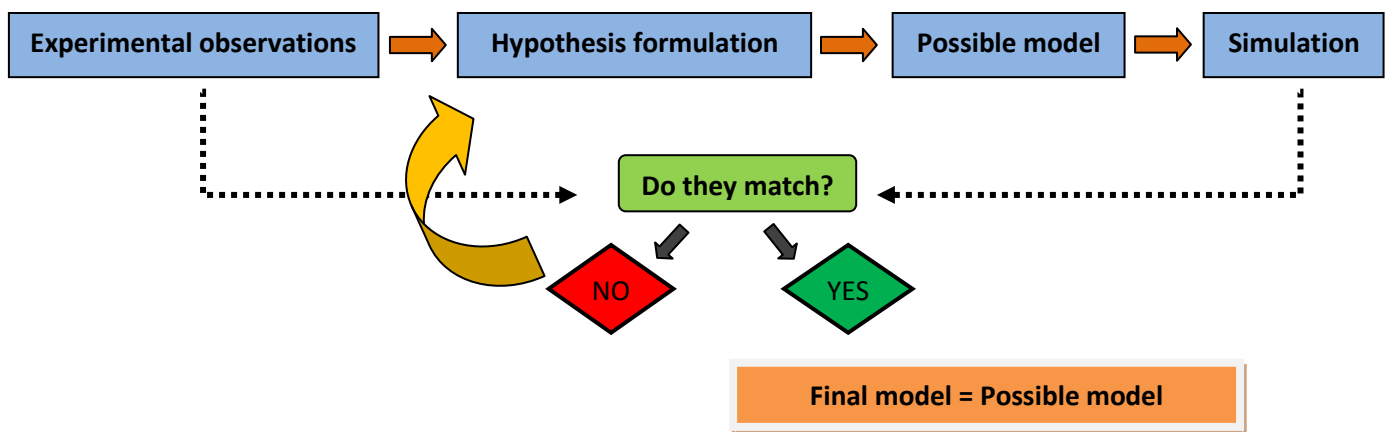 Experimental observations
Hypothesis formulation
Possible model
Simulation
Do they match?
NO
YES
Final model = Possible model